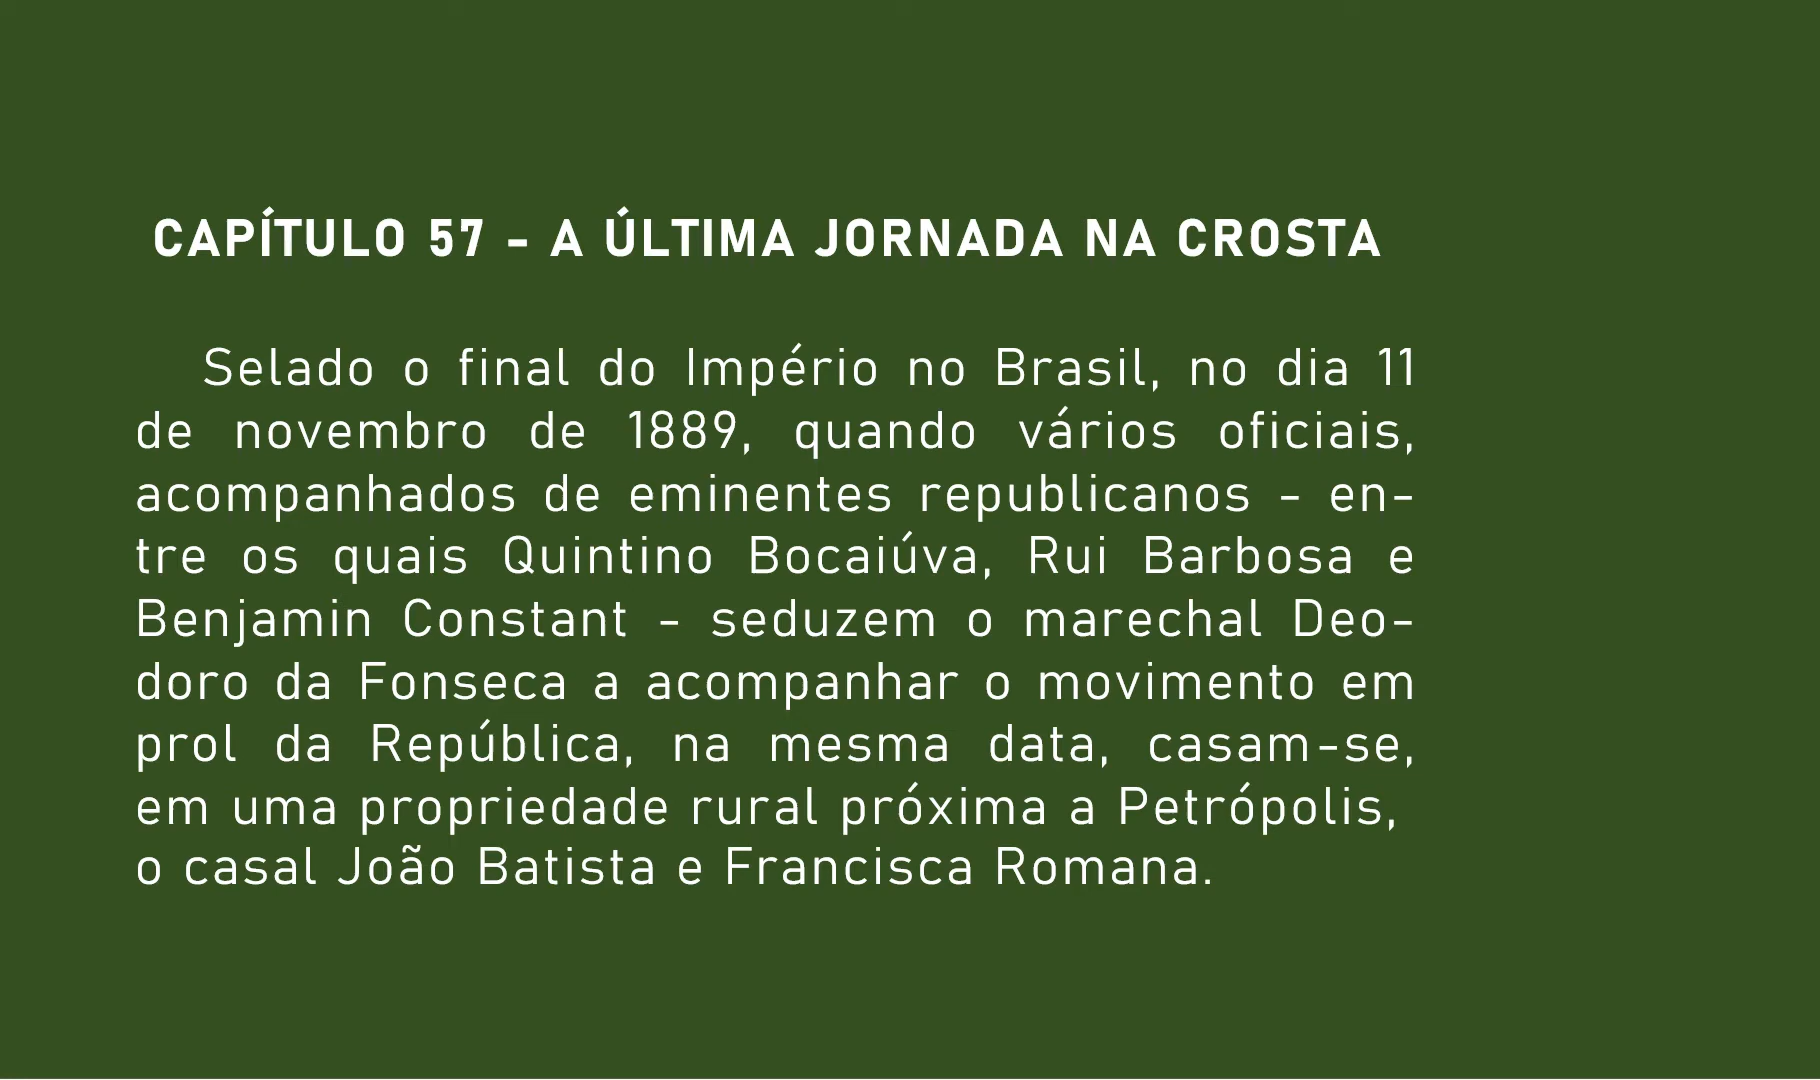 CAPÍTULO 57 - A ÚLTIMA JORNADA NA CROSTA
Selado o final do Império no Brasil, no dia 11
de novembro de 1889, quando vários oficiais,
acompanhados de eminentes republicanos - en-
tre os quais Quintino Bocaiúva, Rui Barbosa e
Benjamin Constant - seduzem o marechal Deo-
doro da Fonseca a acompanhar o movimento em
prol da República, na mesma data, casam-se,
em uma propriedade rural próxima a Petrópolis,
o casal João Batista e Francisca Romana.